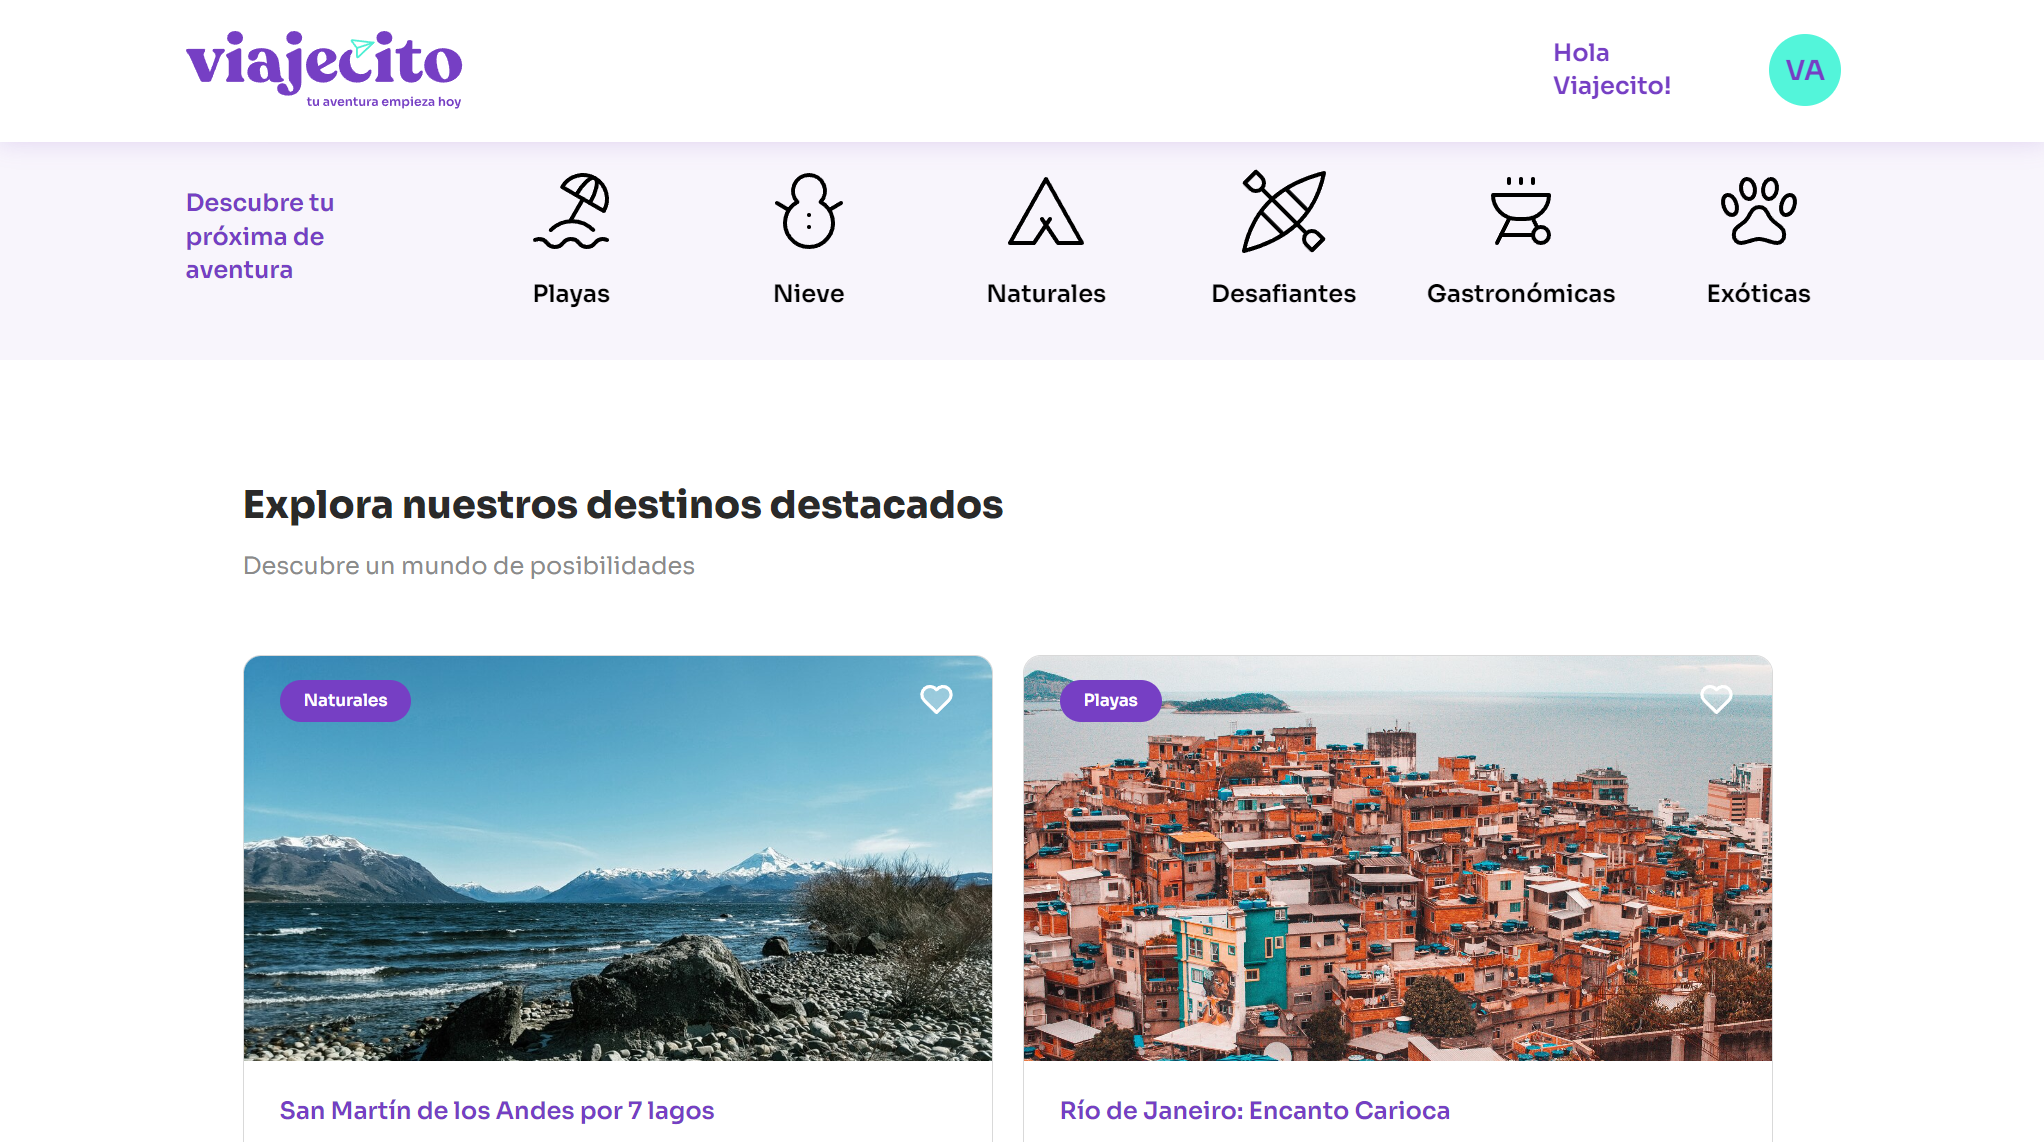 viajecito
tu aventura empieza hoy
Hola
Viajecito!
VA
Descubre tu
próxima de
aventura
Playas
Nieve
Naturales
Desafiantes
Gastronómicas
Exóticas
Explora nuestros destinos destacados
Descubre un mundo de posibilidades
Naturales
Playas
San Martín de los Andes por 7 lagos
Río de Janeiro: Encanto Carioca